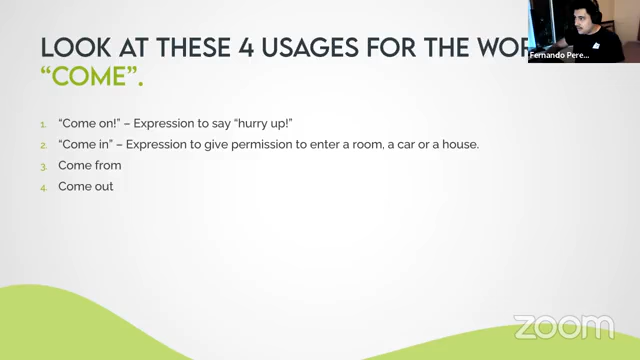 LOOK AT THESE 4 USAGES FOR THE
"COME".
1. "Come on!" – Expression to say "hurry up!"
2. "Come in" – Expression to give permission to enter a room, a car or a house.
3. Come from
4. Come out
Fernando Pere...
zoom